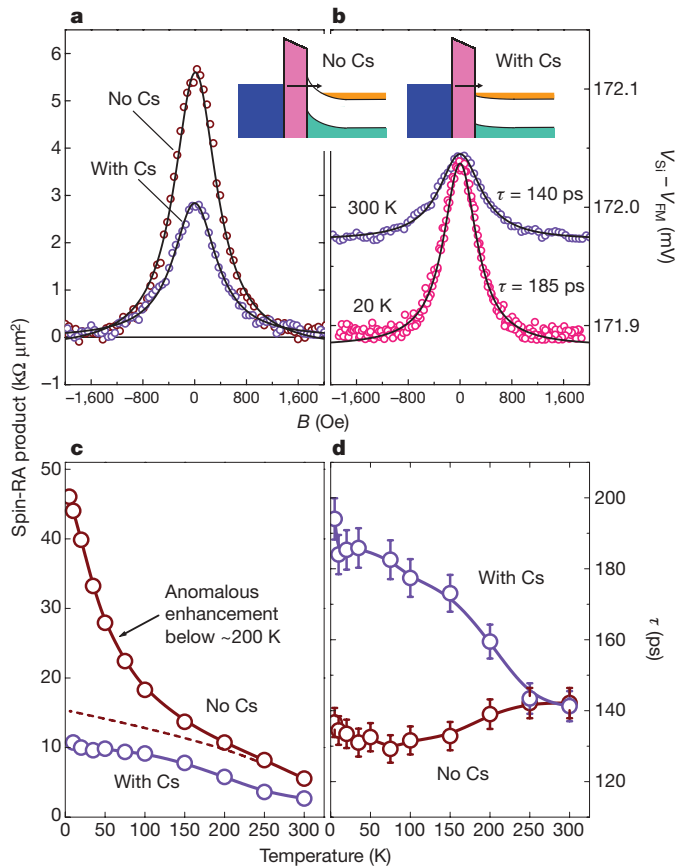 a
b
6
5
4
3
2
1
0
−1
No Cs
With Cs
No Cs
With Cs
300 K
20 K
τ = 140 ps
τ = 185 ps
172.1
172.0
171.9
V_Si − V_FM (mV)
−1,600
−800
0
800
1,600
−1,600
−800
0
800
1,600
B (Oe)
Spin-RA product (kΩ μm²)
c
d
50
40
30
20
10
0
Anomalous
enhancement
below ~200 K
No Cs
With Cs
With Cs
No Cs
200
180
160
140
120
τ (ps)
0
50
100
150
200
250
300
0
50
100
150
200
250
300
Temperature (K)